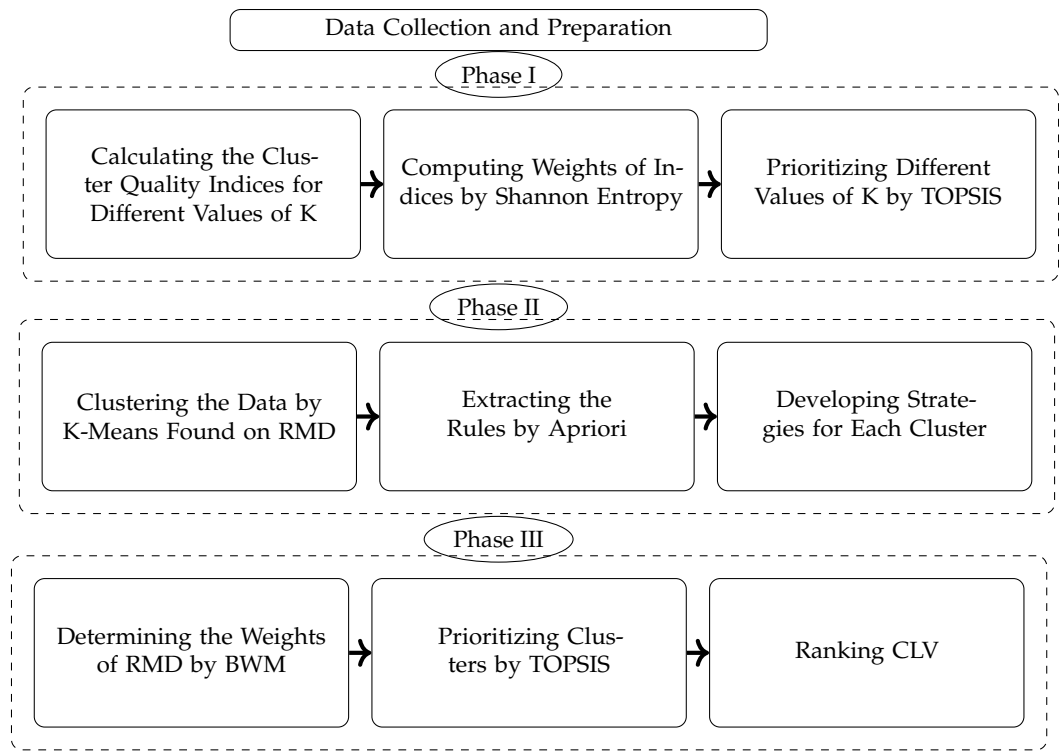 Data Collection and Preparation
Phase I
Calculating the Clus-
ter Quality Indices for
Different Values of K
Computing Weights of In-
dices by Shannon Entropy
Prioritizing Different
Values of K by TOPSIS
Phase II
Clustering the Data by
K-Means Found on RMD
Extracting the
Rules by Apriori
Developing Strate-
gies for Each Cluster
Phase III
Determining the Weights
of RMD by BWM
Prioritizing Clus-
ters by TOPSIS
Ranking CLV